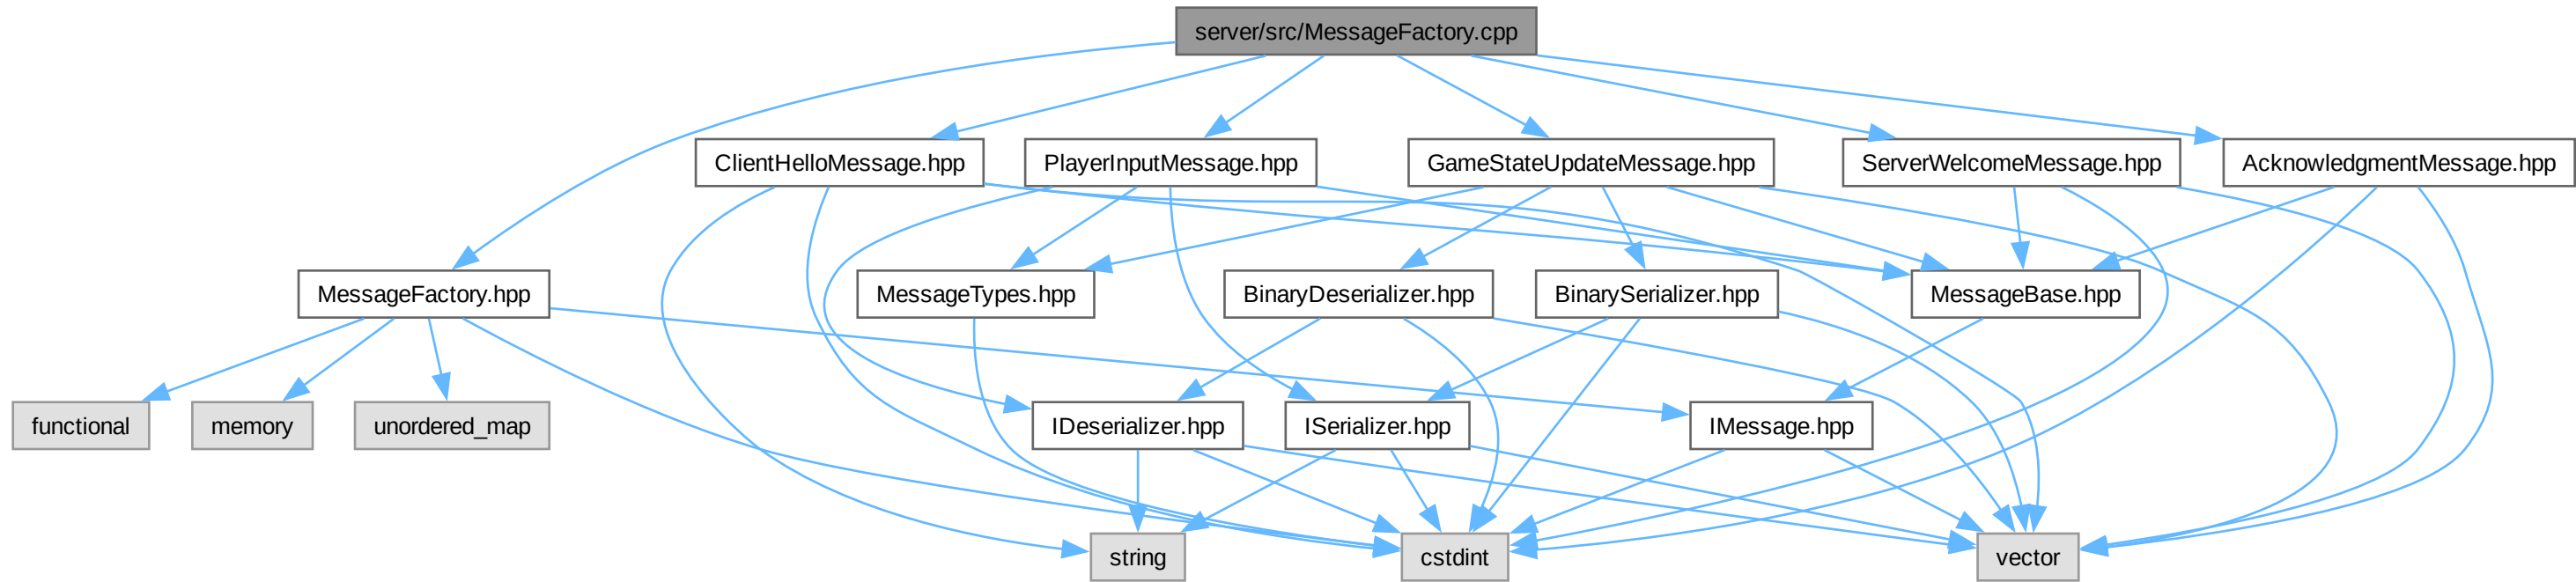 server/src/MessageFactory.cpp
ClientHelloMessage.hpp
PlayerInputMessage.hpp
GameStateUpdateMessage.hpp
ServerWelcomeMessage.hpp
AcknowledgmentMessage.hpp
MessageFactory.hpp
MessageTypes.hpp
BinaryDeserializer.hpp
BinarySerializer.hpp
MessageBase.hpp
functional
memory
unordered_map
IDeserializer.hpp
ISerializer.hpp
IMessage.hpp
string
cstdint
vector